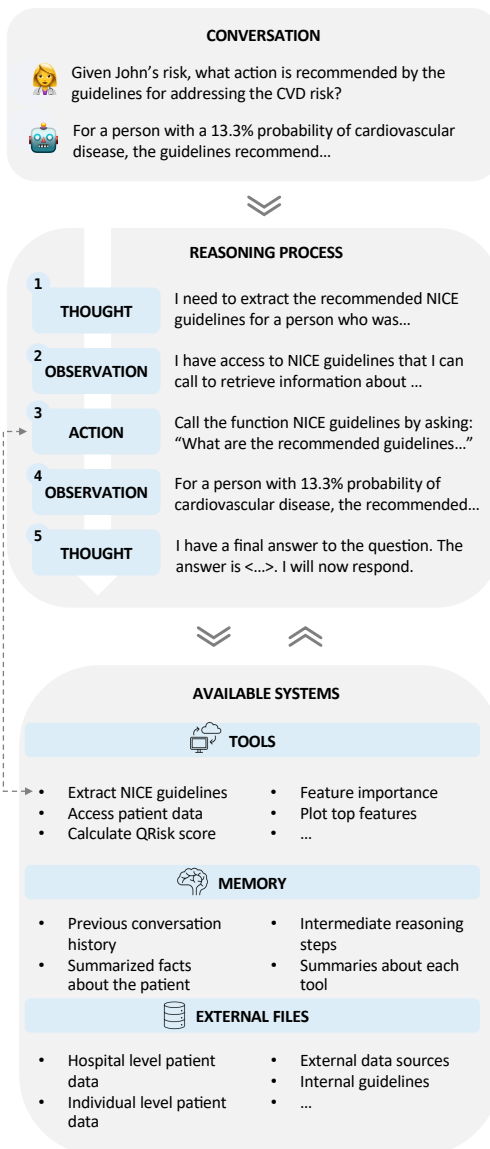 CONVERSATION
Given John's risk, what action is recommended by the
guidelines for addressing the CVD risk?
For a person with a 13.3% probability of cardiovascular
disease, the guidelines recommend...
REASONING PROCESS
1
THOUGHT
I need to extract the recommended NICE
guidelines for a person who was...
2
OBSERVATION
I have access to NICE guidelines that I can
call to retrieve information about ...
3
ACTION
Call the function NICE guidelines by asking:
“What are the recommended guidelines...”
4
OBSERVATION
For a person with 13.3% probability of
cardiovascular disease, the recommended...
5
THOUGHT
I have a final answer to the question. The
answer is <...>. I will now respond.
AVAILABLE SYSTEMS
TOOLS
• Extract NICE guidelines
• Access patient data
• Calculate QRisk score
• Feature importance
• Plot top features
• ...
MEMORY
• Previous conversation
history
• Summarized facts
about the patient
• Intermediate reasoning
steps
• Summaries about each
tool
EXTERNAL FILES
• Hospital level patient
data
• Individual level patient
data
• External data sources
• Internal guidelines
• ...